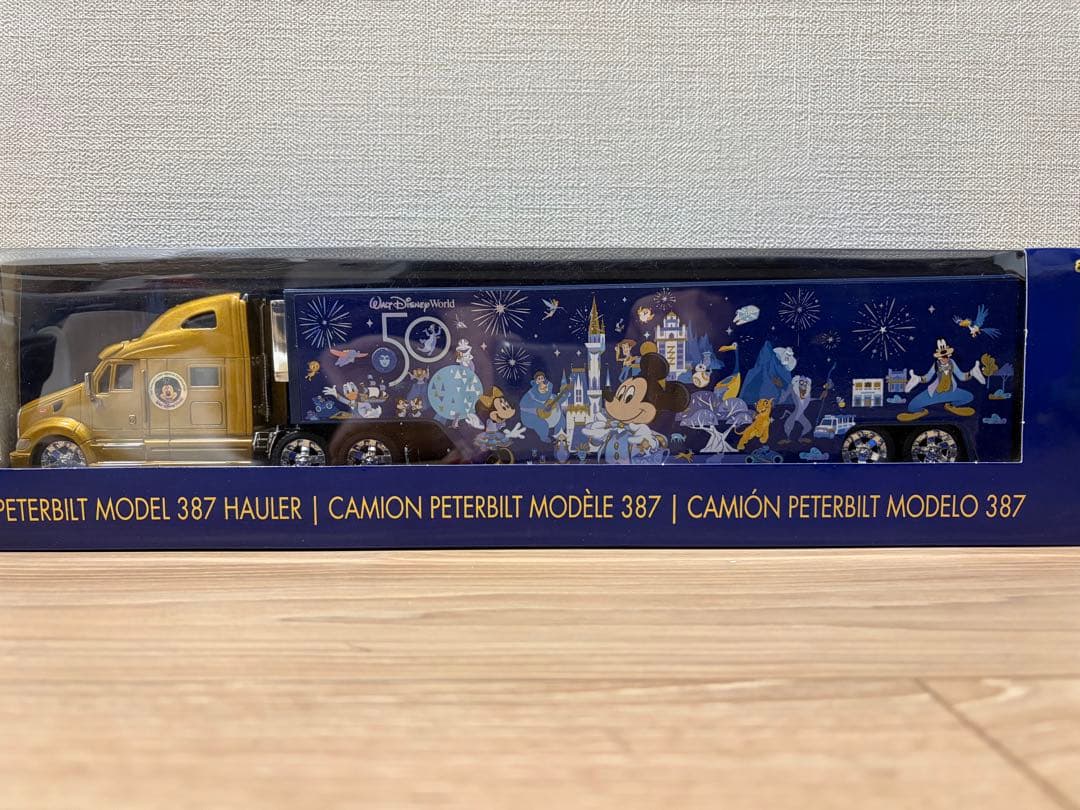 Walt Disney World
50
PETERBILT MODEL 387 HAULER | CAMION PETERBILT MODÈLE 387 | CAMIÓN PETERBILT MODELO 387